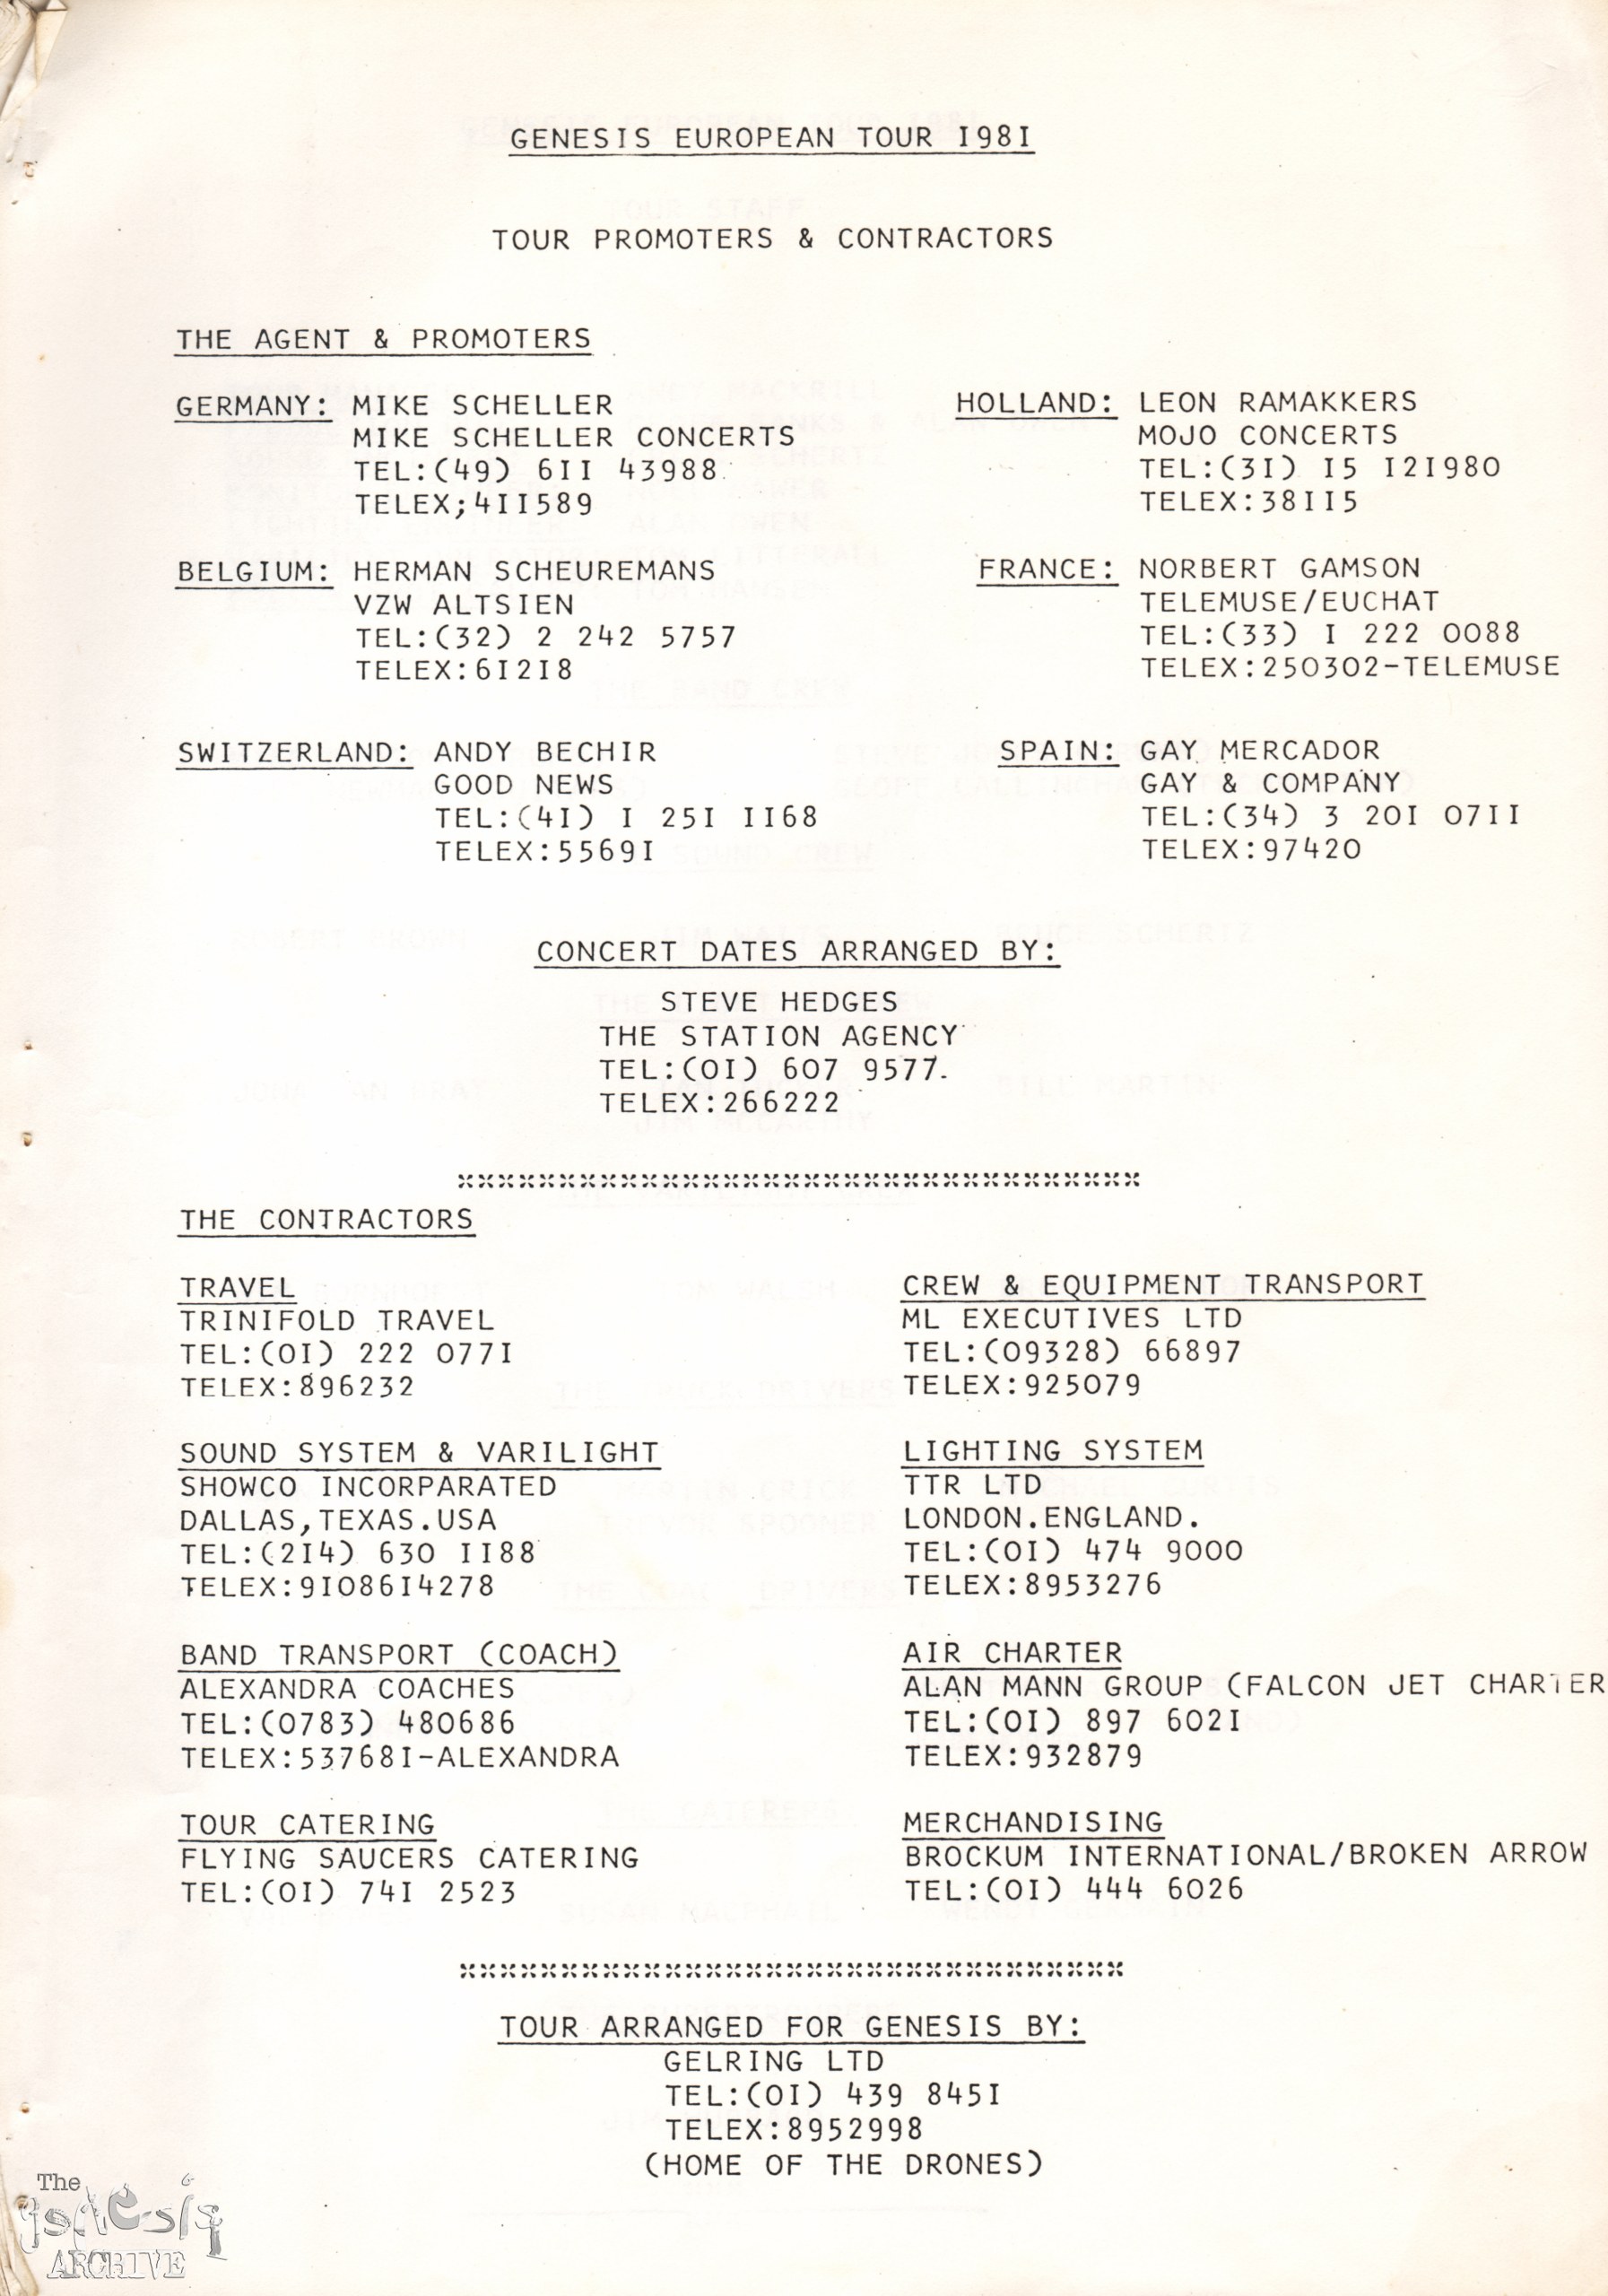 GENESIS EUROPEAN TOUR I98I
TOUR PROMOTERS & CONTRACTORS
THE AGENT & PROMOTERS
GERMANY: MIKE SCHELLER
MIKE SCHELLER CONCERTS
TEL:(49) 6II 43988
TELEX;4II589
HOLLAND: LEON RAMAKKERS
MOJO CONCERTS
TEL:(3I) I5 I2I980
TELEX:38II5
BELGIUM: HERMAN SCHEUREMANS
VZW ALTSIEN
TEL:(32) 2 242 5757
TELEX:6I2I8
FRANCE: NORBERT GAMSON
TELEMUSE/EUCHAT
TEL:(33) I 222 0088
TELEX:250302-TELEMUSE
SWITZERLAND: ANDY BECHIR
GOOD NEWS
TEL:(4I) I 25I II68
TELEX:5569I
SPAIN: GAY MERCADOR
GAY & COMPANY
TEL:(34) 3 20I 07II
TELEX:97420
CONCERT DATES ARRANGED BY:
STEVE HEDGES
THE STATION AGENCY
TEL:(0I) 607 9577.
TELEX:266222
THE CONTRACTORS
TRAVEL
TRINIFOLD TRAVEL
TEL:(0I) 222 077I
TELEX:896232
CREW & EQUIPMENT TRANSPORT
ML EXECUTIVES LTD
TEL:(09328) 66897
TELEX:925079
SOUND SYSTEM & VARILIGHT
SHOWCO INCORPARATED
DALLAS,TEXAS.USA
TEL:(2I4) 630 II88
TELEX:9I086I4278
LIGHTING SYSTEM
TTR LTD
LONDON.ENGLAND.
TEL:(0I) 474 9000
TELEX:8953276
BAND TRANSPORT (COACH)
ALEXANDRA COACHES
TEL:(0783) 480686
TELEX:53768I-ALEXANDRA
AIR CHARTER
ALAN MANN GROUP (FALCON JET CHARTER
TEL:(0I) 897 602I
TELEX:932879
TOUR CATERING
FLYING SAUCERS CATERING
TEL:(0I) 74I 2523
MERCHANDISING
BROCKUM INTERNATIONAL/BROKEN ARROW
TEL:(0I) 444 6026
TOUR ARRANGED FOR GENESIS BY:
GELRING LTD
TEL:(0I) 439 845I
TELEX:8952998
(HOME OF THE DRONES)
The
Genesis
ARCHIVE